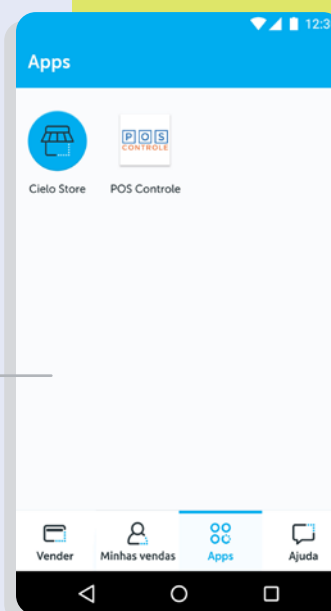 12:3
Apps
POS
CONTROLE
Cielo Store
POS Controle
Vender
Minhas vendas
Apps
Ajuda